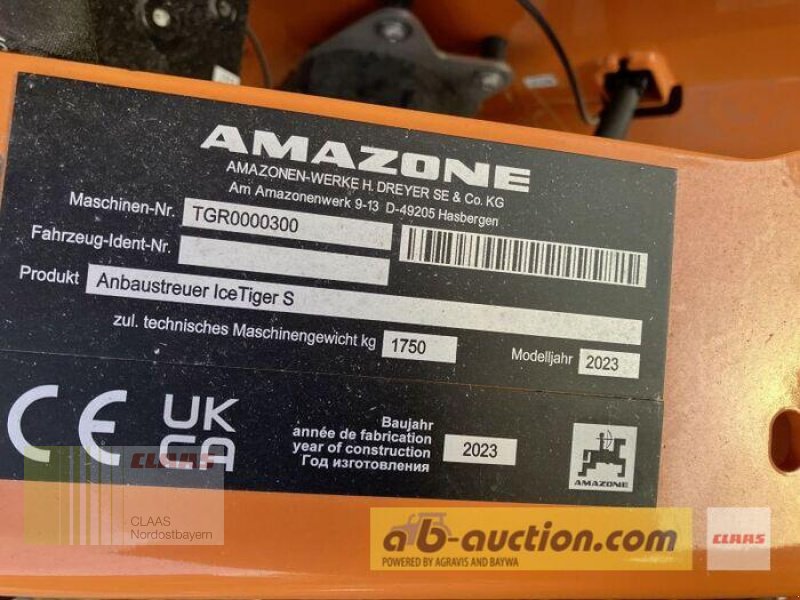 AMAZONE
AMAZONEN-WERKE H. DREYER SE & Co. KG
Am Amazonenwerk 9-13 D-49205 Hasbergen
Maschinen-Nr. TGR0000300
Fahrzeug-Ident-Nr.
Produkt Anbaustreuer IceTiger S
zul. technisches Maschinengewicht kg 1750
Modelljahr 2023
CE
UK
CA
Baujahr
année de fabrication
year of construction
Год изготовления
2023
AMAZONE
CLAAS
CLAAS
Nordostbayern
ab-auction.com
POWERED BY AGRAVIS AND BAYWA
CLAAS